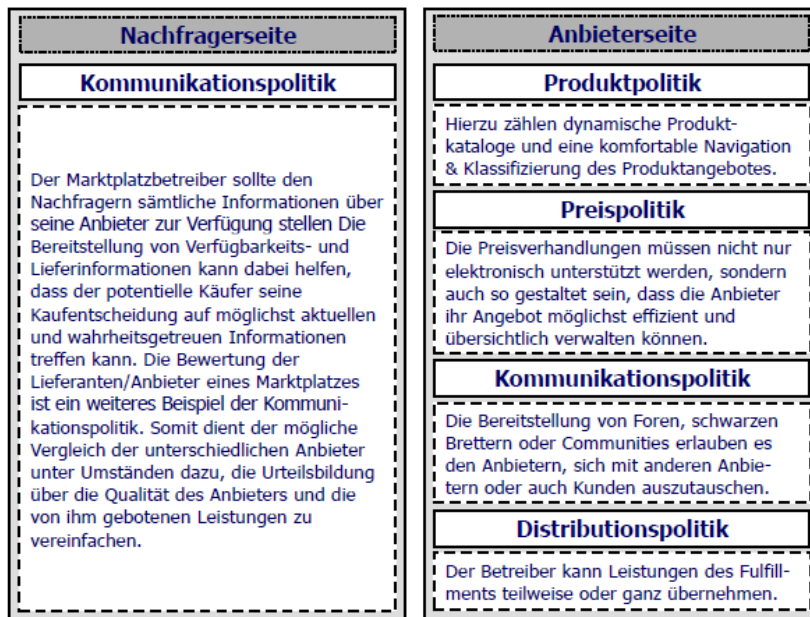 Nachfragerseite
Kommunikationspolitik
Der Marktplatzbetreiber sollte den
Nachfragern sämtliche Informationen über
seine Anbieter zur Verfügung stellen Die
Bereitstellung von Verfügbarkeits- und
Lieferinformationen kann dabei helfen,
dass der potentielle Käufer seine
Kaufentscheidung auf möglichst aktuellen
und wahrheitsgetreuen Informationen
treffen kann. Die Bewertung der
Lieferanten/Anbieter eines Marktplatzes
ist ein weiteres Beispiel der Kommuni-
kationspolitik. Somit dient der mögliche
Vergleich der unterschiedlichen Anbieter
unter Umständen dazu, die Urteilsbildung
über die Qualität des Anbieters und die
von ihm gebotenen Leistungen zu
vereinfachen.
Anbieterseite
Produktpolitik
Hierzu zählen dynamische Produkt-
kataloge und eine komfortable Navigation
& Klassifizierung des Produktangebotes.
Preispolitik
Die Preisverhandlungen müssen nicht nur
elektronisch unterstützt werden, sondern
auch so gestaltet sein, dass die Anbieter
ihr Angebot möglichst effizient und
übersichtlich verwalten können.
Kommunikationspolitik
Die Bereitstellung von Foren, schwarzen
Brettern oder Communities erlauben es
den Anbietern, sich mit anderen Anbie-
tern oder auch Kunden auszutauschen.
Distributionspolitik
Der Betreiber kann Leistungen des Fulfill-
ments teilweise oder ganz übernehmen.